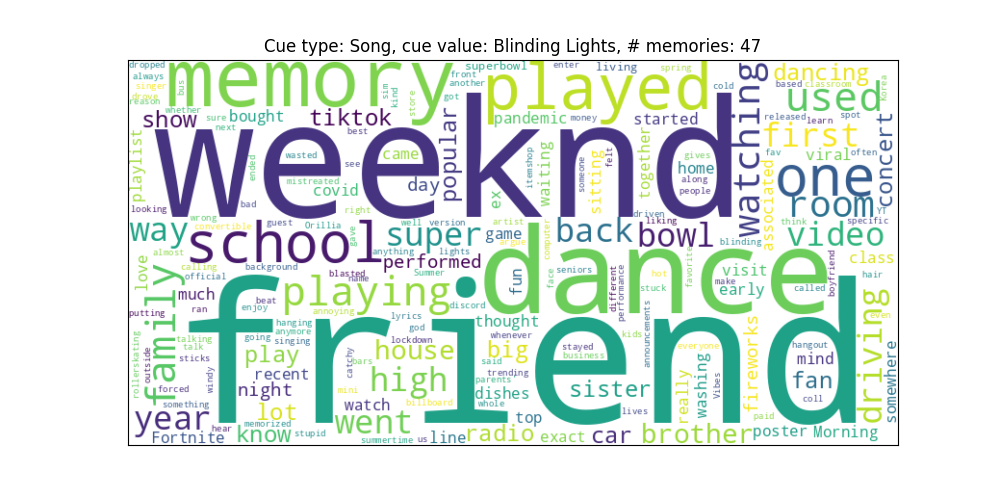 Cue type: Song, cue value: Blinding Lights, # memories: 47
dropped
always
singer
drove
reason
bus
memory
sim
kind
store
front
another
got
superbowl
enter
living
spring
cold
dancing
based
classroom
used
Korea
whether
sure
bought
next
tiktok
best
played
pandemic
money
started
watching
released
spot
learn
first
show
playlist
weeknd
popular
ended
wasted
see
came
mistreated
covid
day
bad
right
ex
itemshop
waiting
someone
sitting
felt
together
home
gives
along
people
driven
associated
viral
fav
often
one
room
concert
looking
wrong
convertible
guest
Orillia
gave
well
version
artist
argue
liking
YT
specific
think
way
school
super
game
back
bowl
blinding
video
almost
calling
official
background
anything
lights
performed
blasted
name
Summer
computer
face
seniors
different
performance
hot
stuck
favorite
visit
early
make
called
boyfriend
class
hair
even
love
family
much
ran
putting
beat
enjoy
annoying
playing
discord
fun
dance
friend
hanging
anymore
singing
going
talking
talk
sticks
outside
rollerskating
windy
play
recent
forced
something
night
lot
hear
memorized
stupid
year
Fortnite
know
summertime
lyrics
god
lockdown
catchy
bars
mini
watch
went
us
line
thought
whenever
house
high
billboard
big
said
trending
parents
dishes
whole
top
radio
exact
stayed
business
sister
lives
car
kids
announcements
everyone
really
washing
Vibes
brother
fireworks
paid
poster
hangout
mind
fan
coll
Morning
driving
somewhere